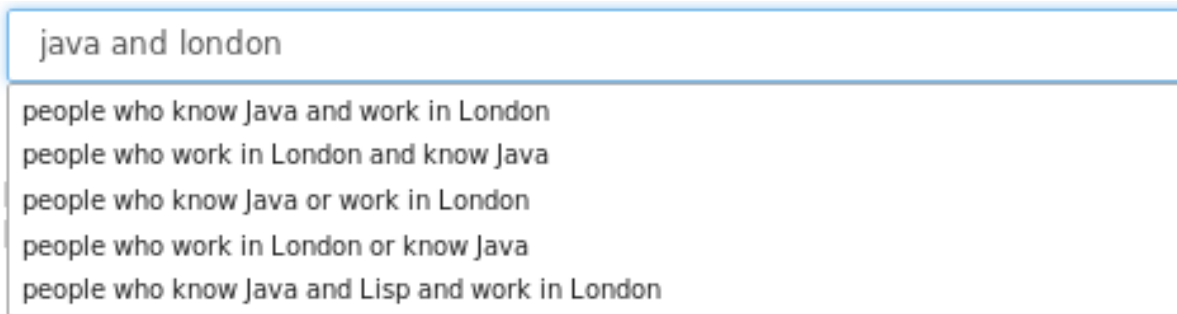 java and london
people who know Java and work in London
people who work in London and know Java
people who know Java or work in London
people who work in London or know Java
people who know Java and Lisp and work in London